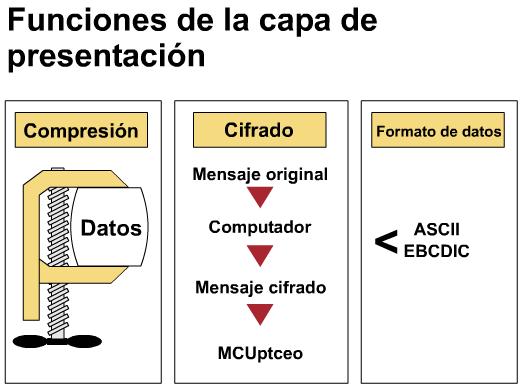 Funciones de la capa de
presentación
Compresión
Datos
Cifrado
Mensaje original
Computador
Mensaje cifrado
MCUptceo
Formato de datos
< ASCII
EBCDIC